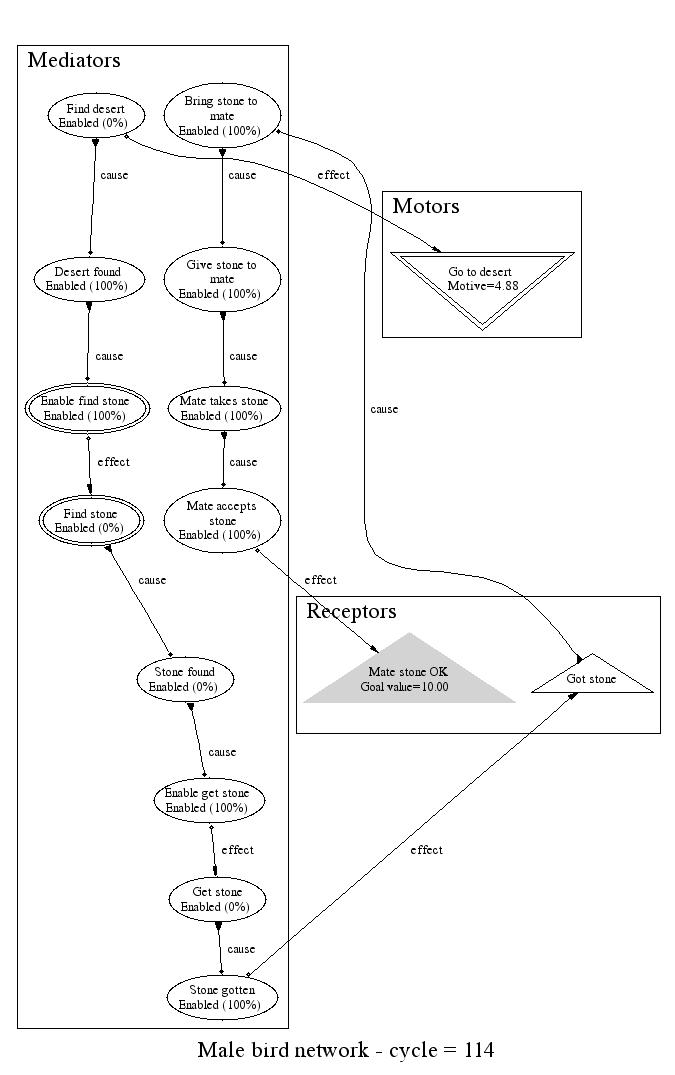 Mediators
Find desert
Enabled (0%)
Bring stone to
mate
Enabled (100%)
cause
cause
effect
Motors
Go to desert
Motive=4.88
Desert found
Enabled (100%)
Give stone to
mate
Enabled (100%)
cause
cause
Enable find stone
Enabled (100%)
Mate takes stone
Enabled (100%)
cause
effect
cause
Find stone
Enabled (0%)
Mate accepts
stone
Enabled (100%)
cause
effect
Receptors
Mate stone OK
Goal value=10.00
Got stone
Stone found
Enabled (0%)
cause
Enable get stone
Enabled (100%)
effect
effect
Get stone
Enabled (0%)
cause
Stone gotten
Enabled (100%)
Male bird network - cycle = 114